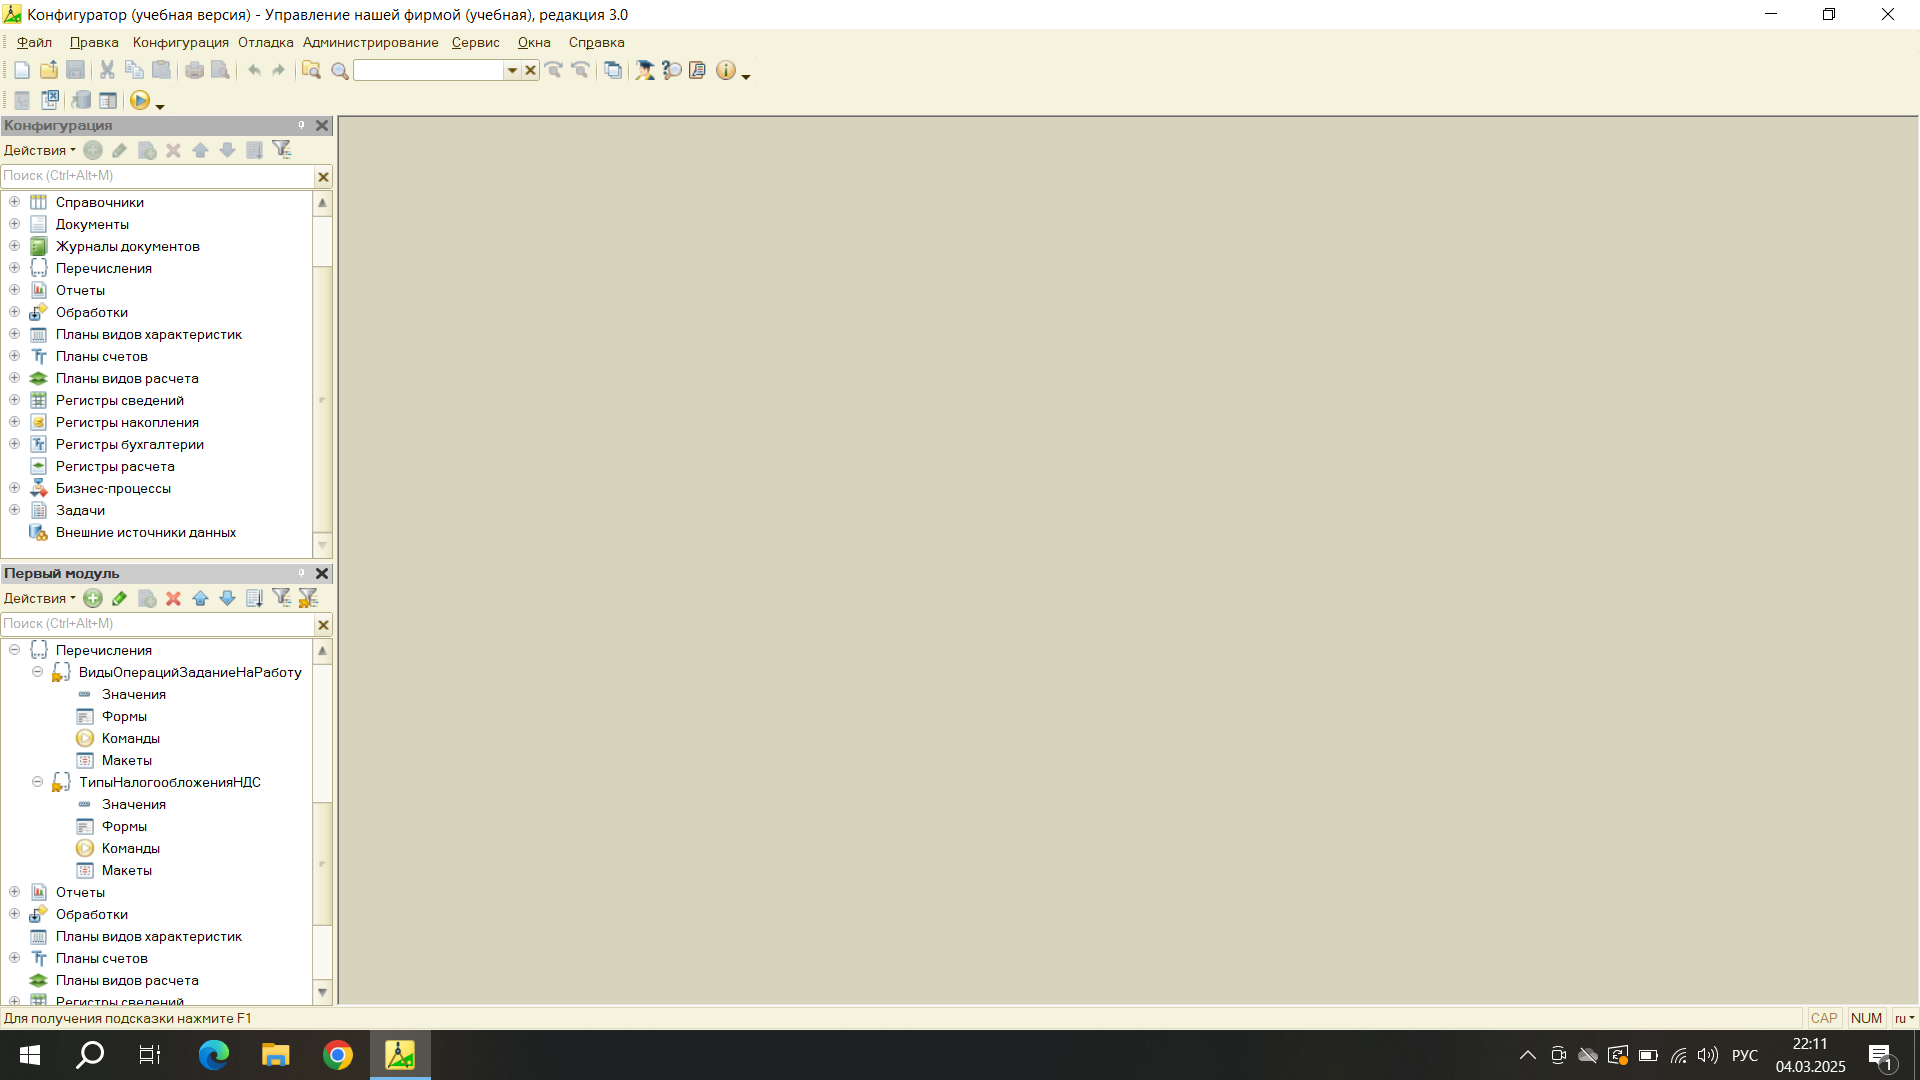 Конфигуратор (учебная версия) - Управление нашей фирмой (учебная), редакция 3.0
Файл Правка Конфигурация Отладка Администрирование Сервис Окна Справка
Конфигурация
Действия
Поиск (Ctrl+Alt+M)
Справочники
Документы
Журналы документов
Перечисления
Отчеты
Обработки
Планы видов характеристик
Планы счетов
Планы видов расчета
Регистры сведений
Регистры накопления
Регистры бухгалтерии
Регистры расчета
Бизнес-процессы
Задачи
Внешние источники данных
Первый модуль
Действия
Поиск (Ctrl+Alt+M)
Перечисления
ВидыОперацийЗаданиеНаРаботу
Значения
Формы
Команды
Макеты
ТипыНалогообложенияНДС
Значения
Формы
Команды
Макеты
Отчеты
Обработки
Планы видов характеристик
Планы счетов
Планы видов расчета
Регистры сведений
Для получения подсказки нажмите F1
CAP NUM ru
РУС
22:11
04.03.2025
1